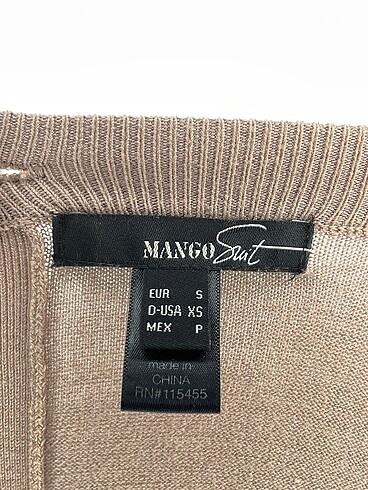 MANGO Suit
EUR S
D-USA XS
MEX P
made in
CHINA
RN#115455